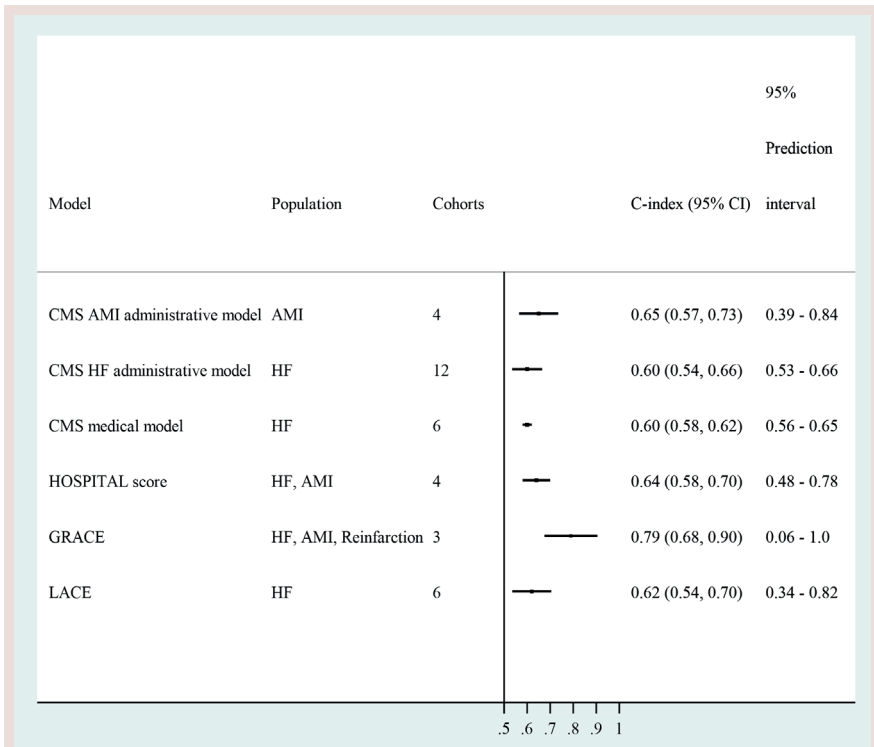 95%
Prediction
Model Population Cohorts C-index (95% CI) interval
CMS AMI administrative model AMI 4 0.65 (0.57, 0.73) 0.39 - 0.84
CMS HF administrative model HF 12 0.60 (0.54, 0.66) 0.53 - 0.66
CMS medical model HF 6 0.60 (0.58, 0.62) 0.56 - 0.65
HOSPITAL score HF, AMI 4 0.64 (0.58, 0.70) 0.48 - 0.78
GRACE HF, AMI, Reinfarction 3 0.79 (0.68, 0.90) 0.06 - 1.0
LACE HF 6 0.62 (0.54, 0.70) 0.34 - 0.82
.5 .6 .7 .8 .9 1